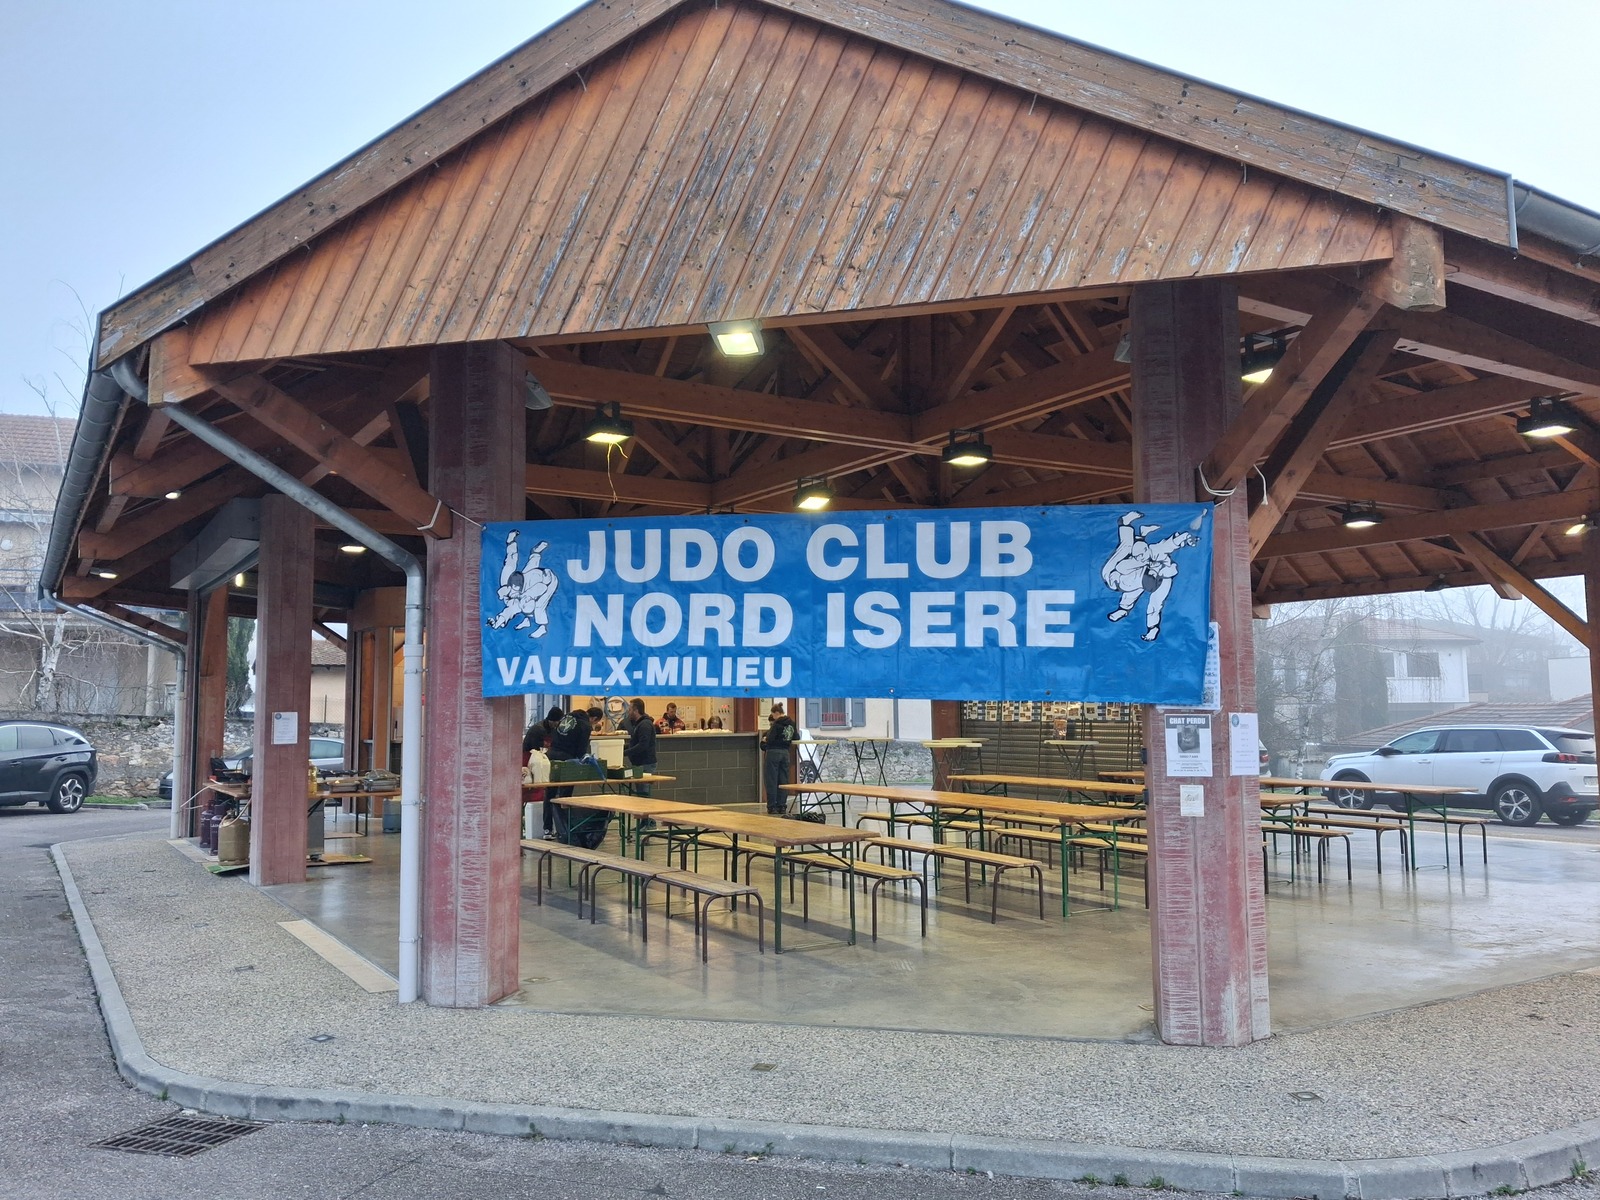 JUDO CLUB
NORD ISERE
VAULX-MILIEU
CHAT PERDU